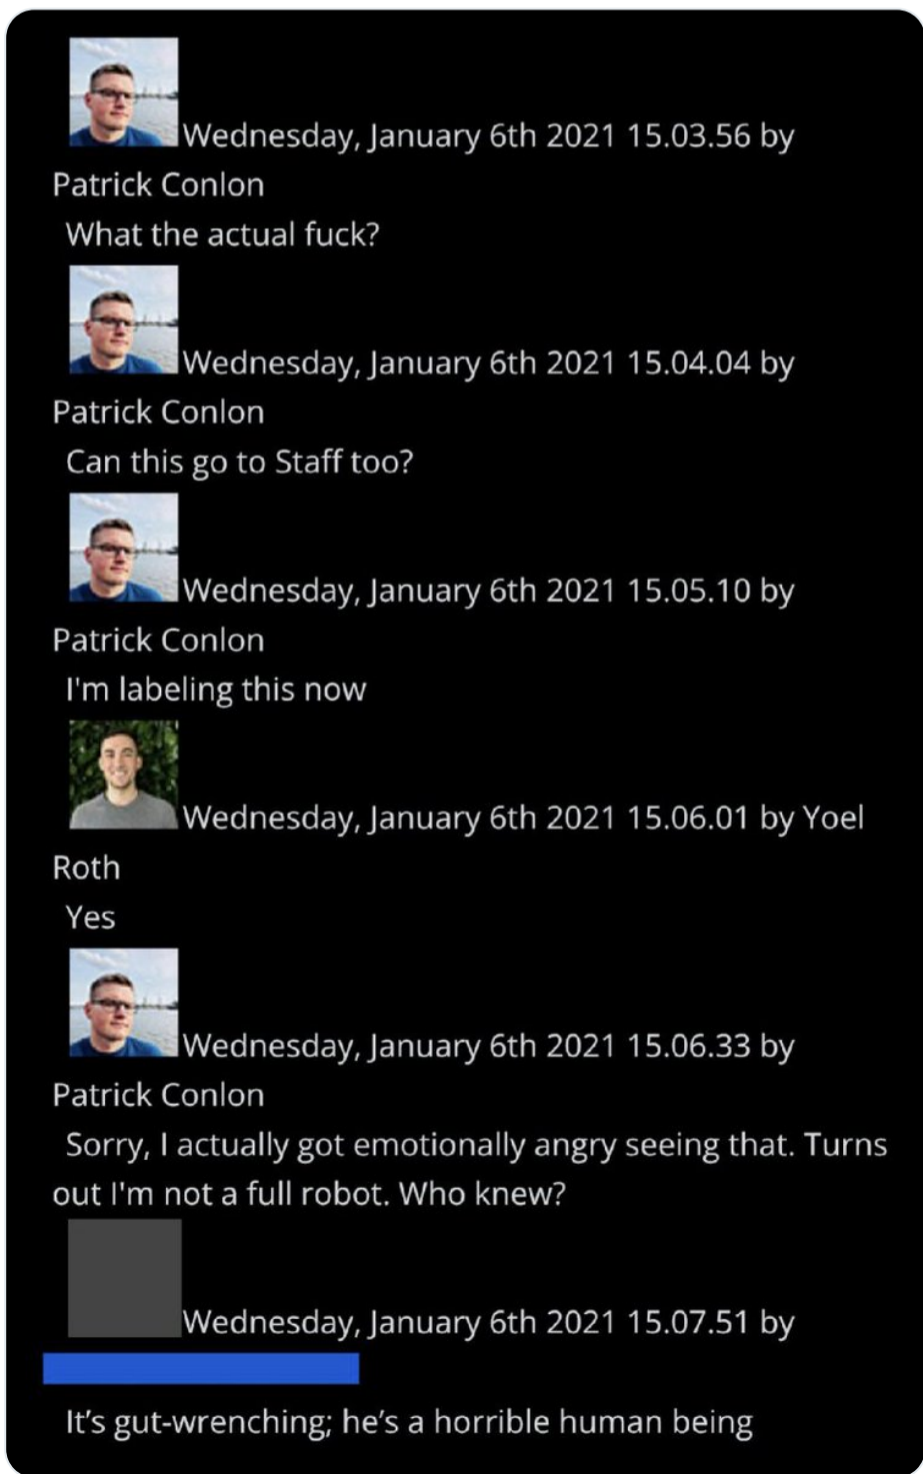 Wednesday, January 6th 2021 15.03.56 by
Patrick Conlon
What the actual fuck?
Wednesday, January 6th 2021 15.04.04 by
Patrick Conlon
Can this go to Staff too?
Wednesday, January 6th 2021 15.05.10 by
Patrick Conlon
I'm labeling this now
Wednesday, January 6th 2021 15.06.01 by Yoel
Roth
Yes
Wednesday, January 6th 2021 15.06.33 by
Patrick Conlon
Sorry, I actually got emotionally angry seeing that. Turns
out I'm not a full robot. Who knew?
Wednesday, January 6th 2021 15.07.51 by
It’s gut-wrenching; he’s a horrible human being